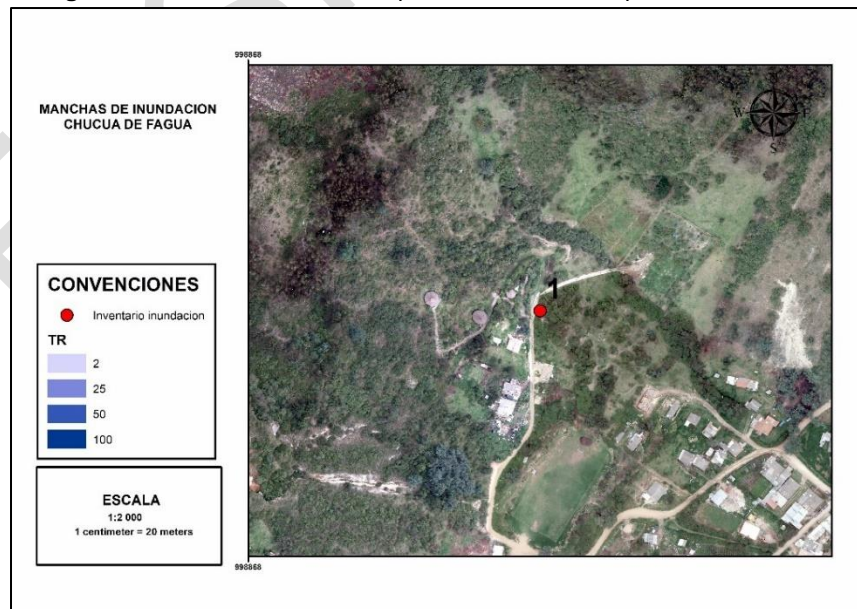 998868
MANCHAS DE INUNDACION
CHUCUA DE FAGUA
CONVENCIONES
Inventario inundacion
TR
2
25
50
100
ESCALA
1:2 000
1 centimeter = 20 meters
1
W
S
998868